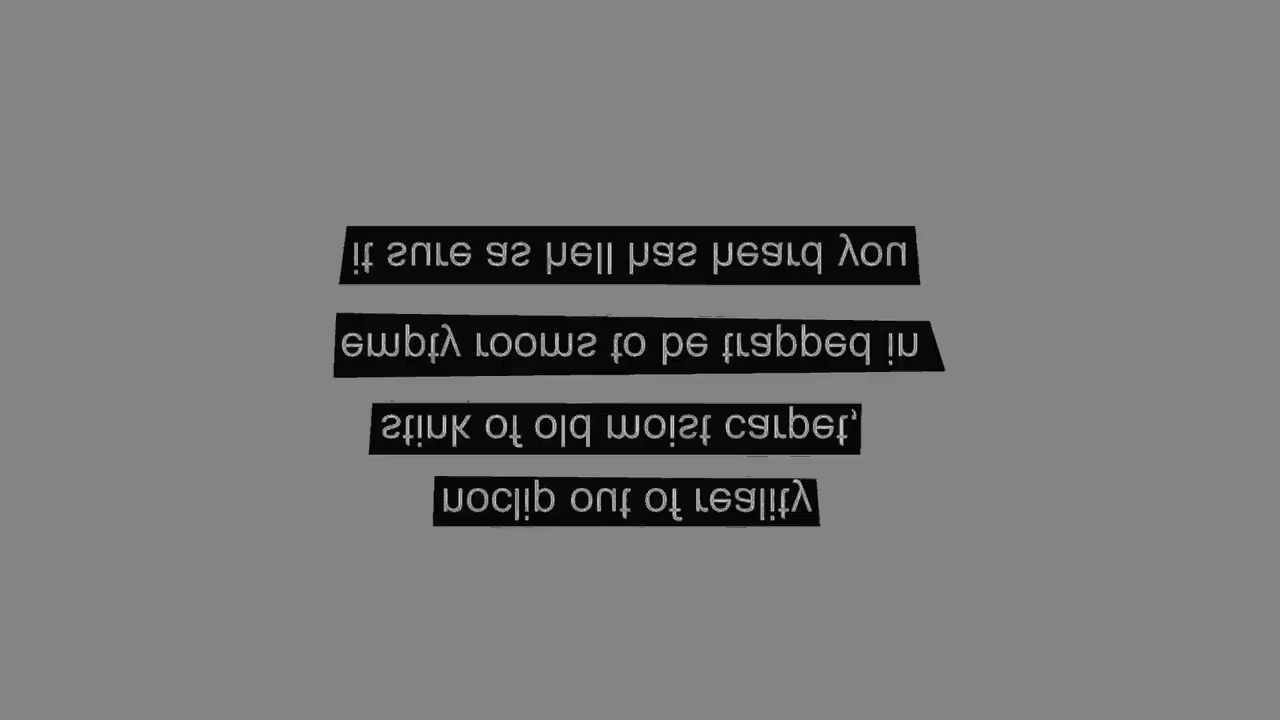 noclip out of reality
stink of old moist carpet,
empty rooms to be trapped in
it sure as hell has heard you